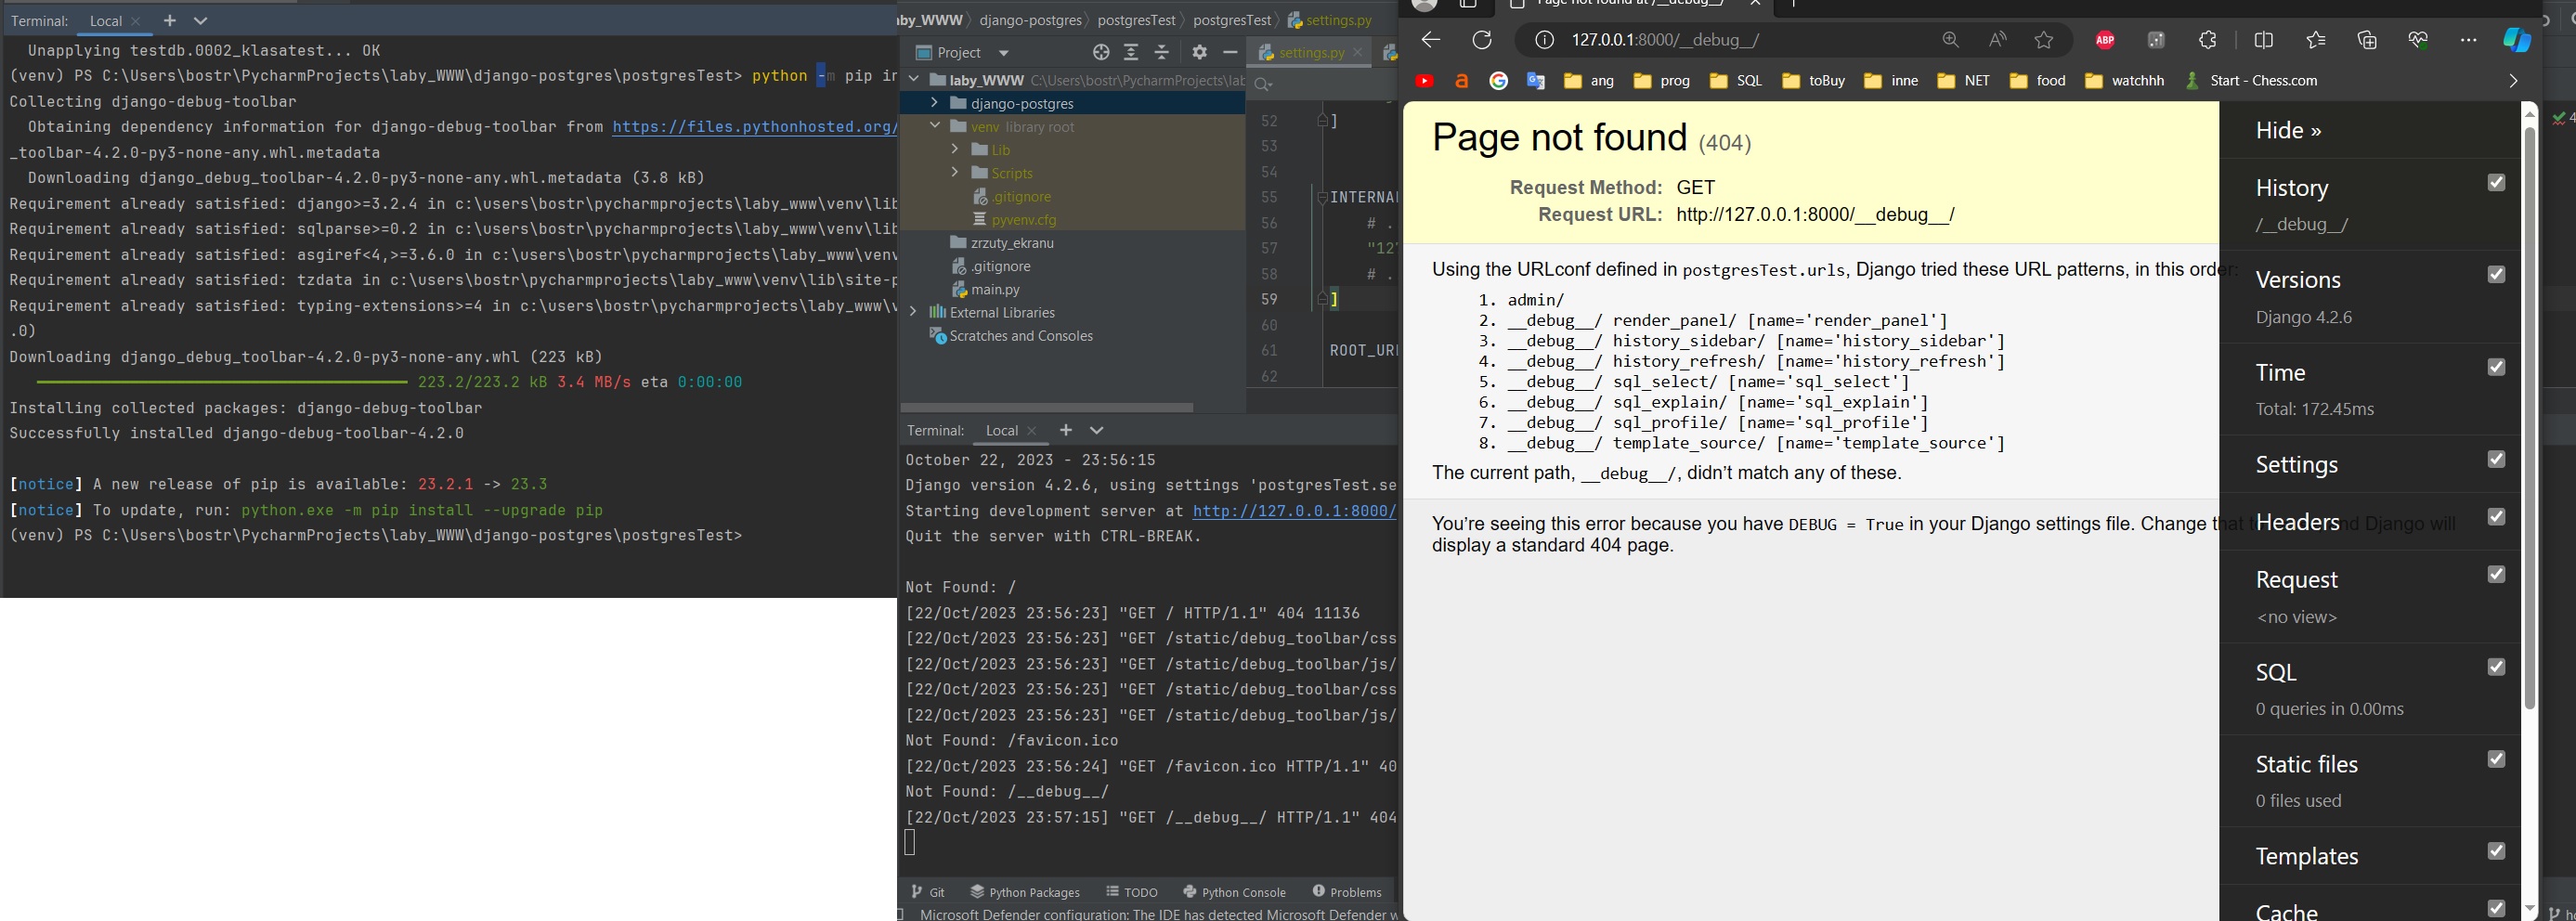 Terminal: Local × +
Unapplying testdb.0002_klasatest... OK
(venv) PS C:\Users\bostr\PycharmProjects\laby_WWW\django-postgres\postgresTest> python -m pip in
Collecting django-debug-toolbar
Obtaining dependency information for django-debug-toolbar from https://files.pythonhosted.org/
_toolbar-4.2.0-py3-none-any.whl.metadata
Downloading django_debug_toolbar-4.2.0-py3-none-any.whl.metadata (3.8 kB)
Requirement already satisfied: django>=3.2.4 in c:\users\bostr\pycharmprojects\laby_www\venv\lib
Requirement already satisfied: sqlparse>=0.2 in c:\users\bostr\pycharmprojects\laby_www\venv\lib
Requirement already satisfied: asgiref<4,>=3.6.0 in c:\users\bostr\pycharmprojects\laby_www\venv
Requirement already satisfied: tzdata in c:\users\bostr\pycharmprojects\laby_www\venv\lib\site-p
Requirement already satisfied: typing-extensions>=4 in c:\users\bostr\pycharmprojects\laby_www\v
.0)
Downloading django_debug_toolbar-4.2.0-py3-none-any.whl (223 kB)
223.2/223.2 kB 3.4 MB/s eta 0:00:00
Installing collected packages: django-debug-toolbar
Successfully installed django-debug-toolbar-4.2.0
[notice] A new release of pip is available: 23.2.1 -> 23.3
[notice] To update, run: python.exe -m pip install --upgrade pip
(venv) PS C:\Users\bostr\PycharmProjects\laby_WWW\django-postgres\postgresTest>
aby_WWW django-postgres postgresTest postgresTest settings.py
Project
settings.py ×
laby_WWW C:\Users\bostr\PycharmProjects\lab
django-postgres
venv library root
Lib
Scripts
.gitignore
pyvenv.cfg
zrzuty_ekranu
.gitignore
main.py
External Libraries
Scratches and Consoles
52 ]
53
54
55 INTERNAL
56 # .
57 "127
58 # .
59 ]
60
61 ROOT_URL
62
Terminal: Local × +
October 22, 2023 - 23:56:15
Django version 4.2.6, using settings 'postgresTest.se
Starting development server at http://127.0.0.1:8000/
Quit the server with CTRL-BREAK.
Not Found: /
[22/Oct/2023 23:56:23] "GET / HTTP/1.1" 404 11136
[22/Oct/2023 23:56:23] "GET /static/debug_toolbar/css
[22/Oct/2023 23:56:23] "GET /static/debug_toolbar/js/
[22/Oct/2023 23:56:23] "GET /static/debug_toolbar/css
[22/Oct/2023 23:56:23] "GET /static/debug_toolbar/js/
Not Found: /favicon.ico
[22/Oct/2023 23:56:24] "GET /favicon.ico HTTP/1.1" 40
Not Found: /__debug__/
[22/Oct/2023 23:57:15] "GET /__debug__/ HTTP/1.1" 404
Git Python Packages TODO Python Console Problems
Microsoft Defender configuration: The IDE has detected Microsoft Defender w
Page not found at /__debug__/
127.0.0.1:8000/__debug__/
ABP
ang prog SQL toBuy inne NET food watchhh Start - Chess.com
Page not found (404)
Request Method: GET
Request URL: http://127.0.0.1:8000/__debug__/
Using the URLconf defined in postgresTest.urls, Django tried these URL patterns, in this order:
1. admin/
2. __debug__/ render_panel/ [name='render_panel']
3. __debug__/ history_sidebar/ [name='history_sidebar']
4. __debug__/ history_refresh/ [name='history_refresh']
5. __debug__/ sql_select/ [name='sql_select']
6. __debug__/ sql_explain/ [name='sql_explain']
7. __debug__/ sql_profile/ [name='sql_profile']
8. __debug__/ template_source/ [name='template_source']
The current path, __debug__/, didn’t match any of these.
You’re seeing this error because you have DEBUG = True in your Django settings file. Change that and Django will
display a standard 404 page.
Hide »
History
/__debug__/
Versions
Django 4.2.6
Time
Total: 172.45ms
Settings
Headers
Request
<no view>
SQL
0 queries in 0.00ms
Static files
0 files used
Templates
Cache